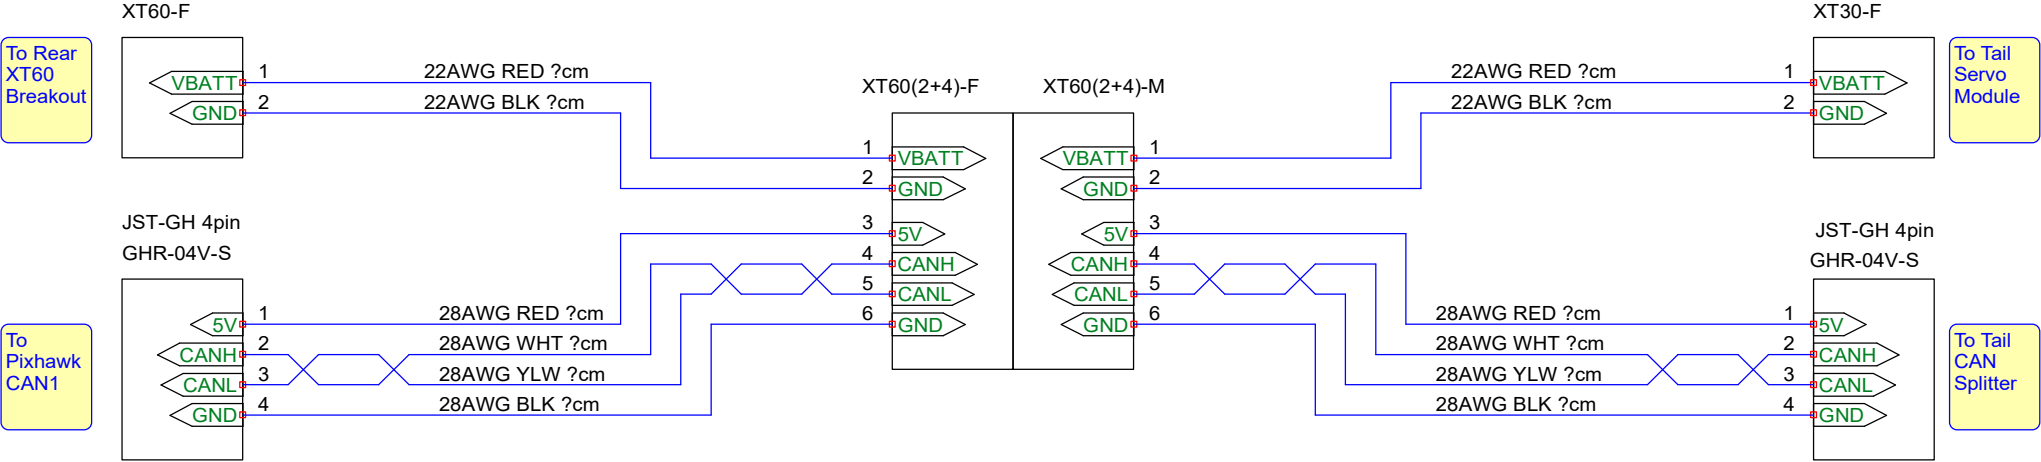 XT60-F
To Rear
XT60
Breakout
VBATT
1
22AWG RED ?cm
GND
2
22AWG BLK ?cm
XT60(2+4)-F
XT60(2+4)-M
1
VBATT
2
GND
3
5V
4
CANH
5
CANL
6
GND
VBATT
1
GND
2
5V
3
CANH
4
CANL
5
GND
6
XT30-F
22AWG RED ?cm
1
VBATT
22AWG BLK ?cm
2
GND
To Tail
Servo
Module
JST-GH 4pin
GHR-04V-S
To
Pixhawk
CAN1
5V
1
28AWG RED ?cm
CANH
2
28AWG WHT ?cm
CANL
3
28AWG YLW ?cm
GND
4
28AWG BLK ?cm
JST-GH 4pin
GHR-04V-S
28AWG RED ?cm
1
5V
28AWG WHT ?cm
2
CANH
28AWG YLW ?cm
3
CANL
28AWG BLK ?cm
4
GND
To Tail
CAN
Splitter